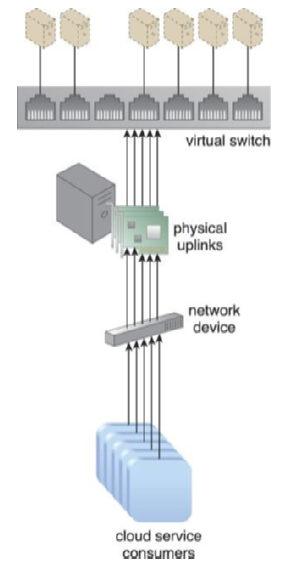 virtual switch
physical
uplinks
network
device
cloud service
consumers